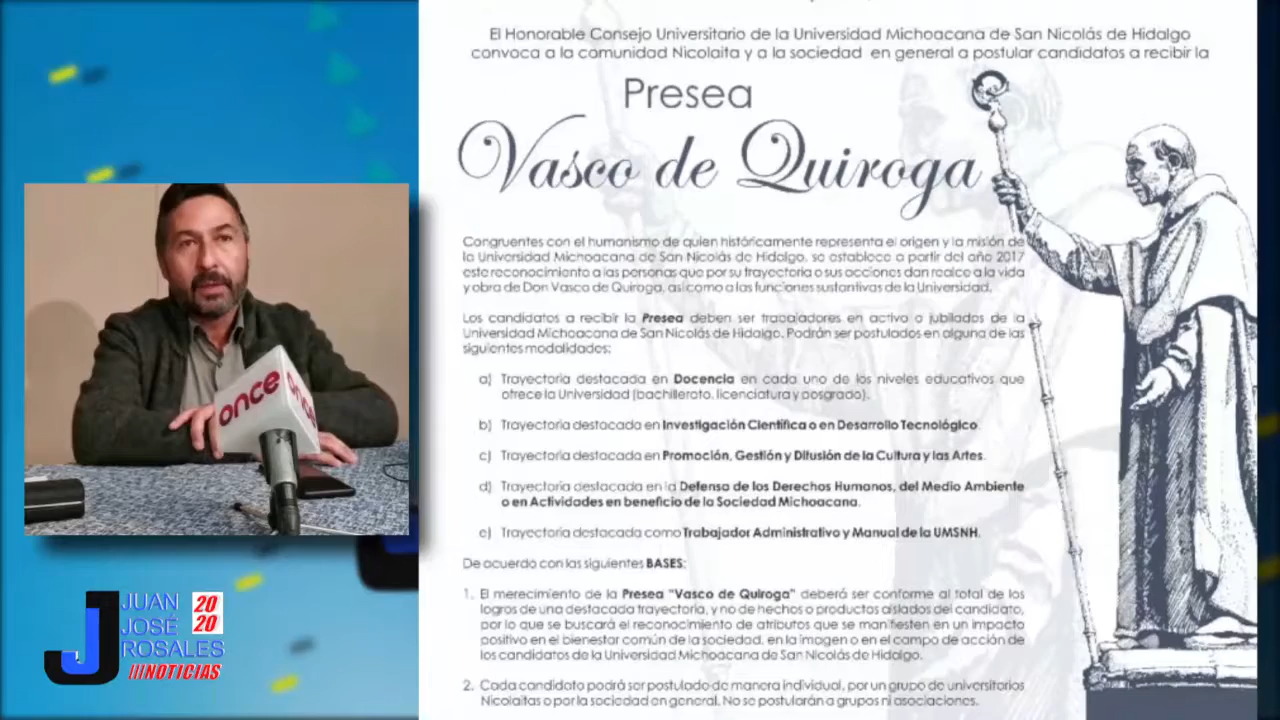 El Honorable Consejo Universitario de la Universidad Michoacana de San Nicolás de Hidalgo
convoca a la comunidad Nicolaita y a la sociedad en general a postular candidatos a recibir la
Presea
Vasco de Quiroga
Congruentes con el humanismo de quien históricamente representa el origen y la misión de
la Universidad Michoacana de San Nicolás de Hidalgo, se establece a partir del año 2017
este reconocimiento a las personas que por su trayectoria o sus acciones dan realce a la vida
y obra de Don Vasco de Quiroga, así como a las funciones sustantivas de la Universidad.
Los candidatos a recibir la Presea deben ser trabajadores en activo o jubilados de la
Universidad Michoacana de San Nicolás de Hidalgo. Podrán ser postulados en alguna de las
siguientes modalidades:
a) Trayectoria destacada en Docencia en cada uno de los niveles educativos que
ofrece la Universidad (bachillerato, licenciatura y posgrado).
b) Trayectoria destacada en Investigación Científica o en Desarrollo Tecnológico.
c) Trayectoria destacada en Promoción, Gestión y Difusión de la Cultura y las Artes.
d) Trayectoria destacada en la Defensa de los Derechos Humanos, del Medio Ambiente
o en Actividades en beneficio de la Sociedad Michoacana.
e) Trayectoria destacada como Trabajador Administrativo y Manual de la UMSNH.
De acuerdo con las siguientes BASES:
1. El merecimiento de la Presea "Vasco de Quiroga" deberá ser conforme al total de los
logros de una destacada trayectoria, y no de hechos o productos aislados del candidato,
por lo que se buscará el reconocimiento de atributos que se manifiesten en un impacto
positivo en el bienestar común de la sociedad, en la imagen o en el campo de acción de
los candidatos de la Universidad Michoacana de San Nicolás de Hidalgo.
2. Cada candidato podrá ser postulado de manera individual, por un grupo de universitarios
Nicolaitas o por la sociedad en general. No se postularán a grupos ni asociaciones.
once
once
J JUAN
JOSÉ
ROSALES
20
20
///NOTICIAS